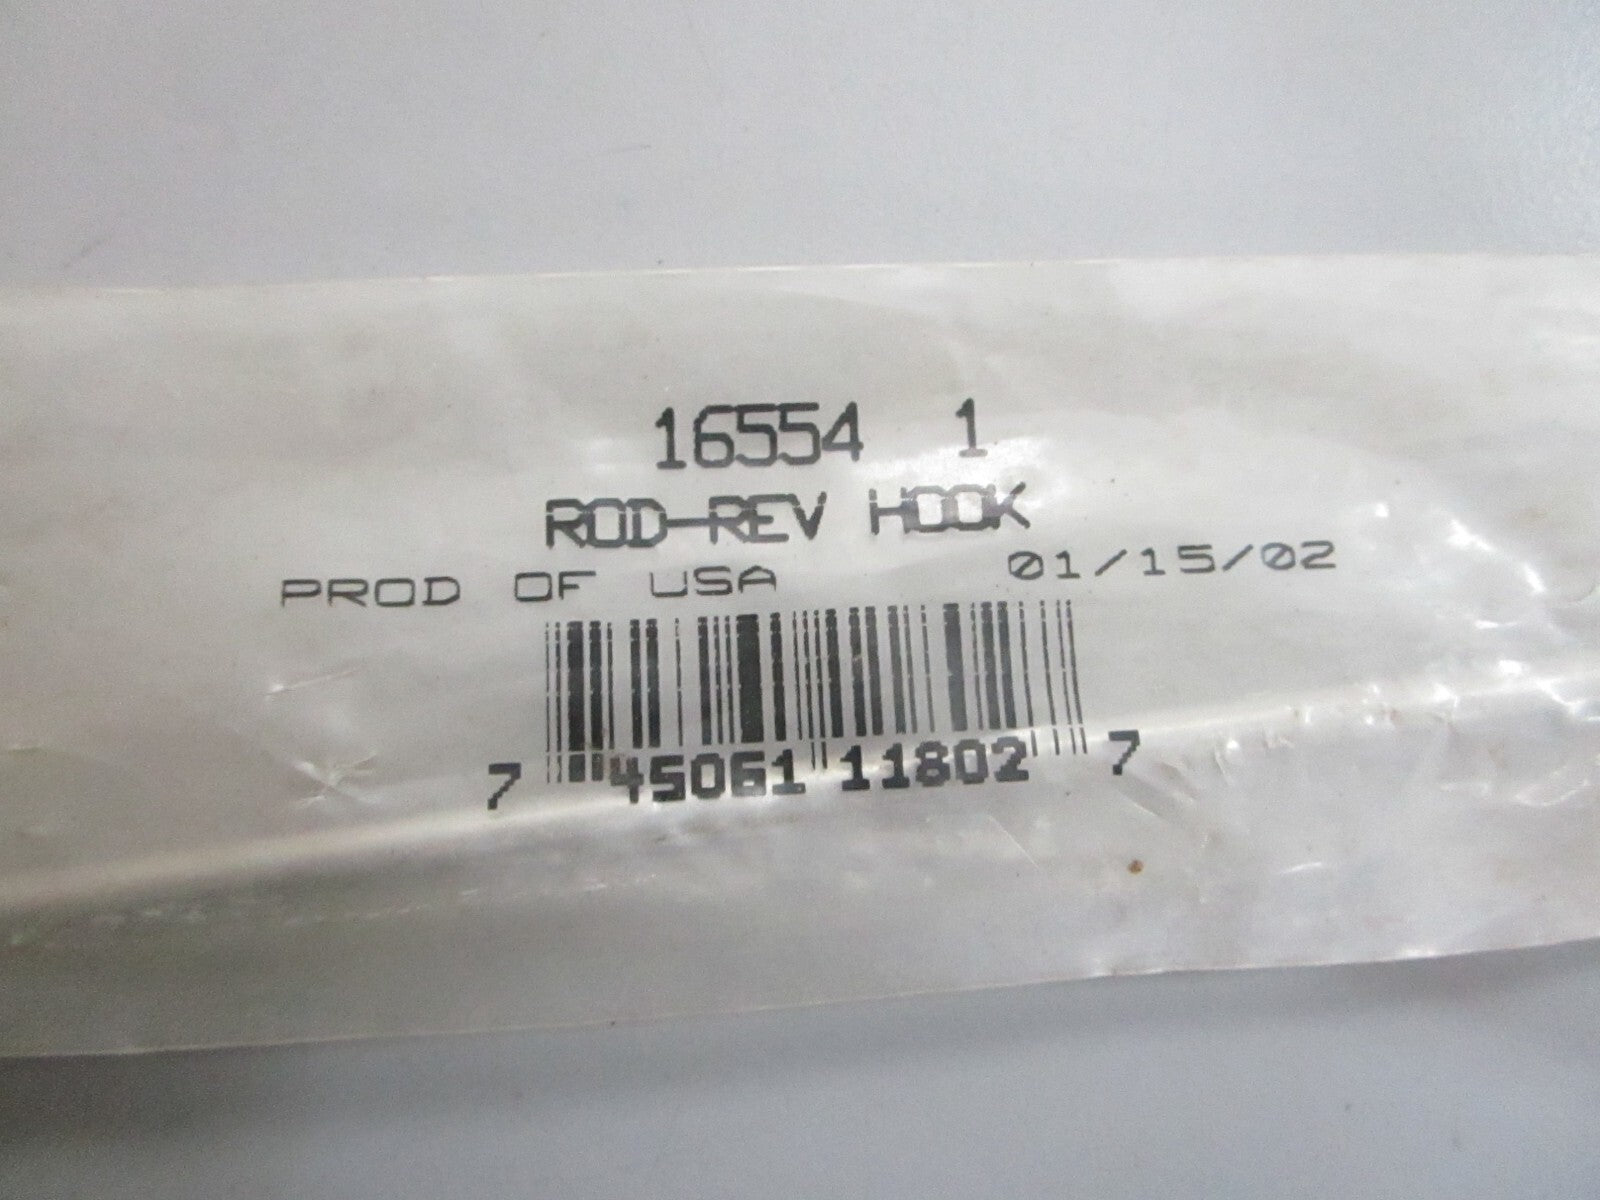 16554 1
ROD-REV HOOK
PROD OF USA 01/15/02
7 45061 11802 7